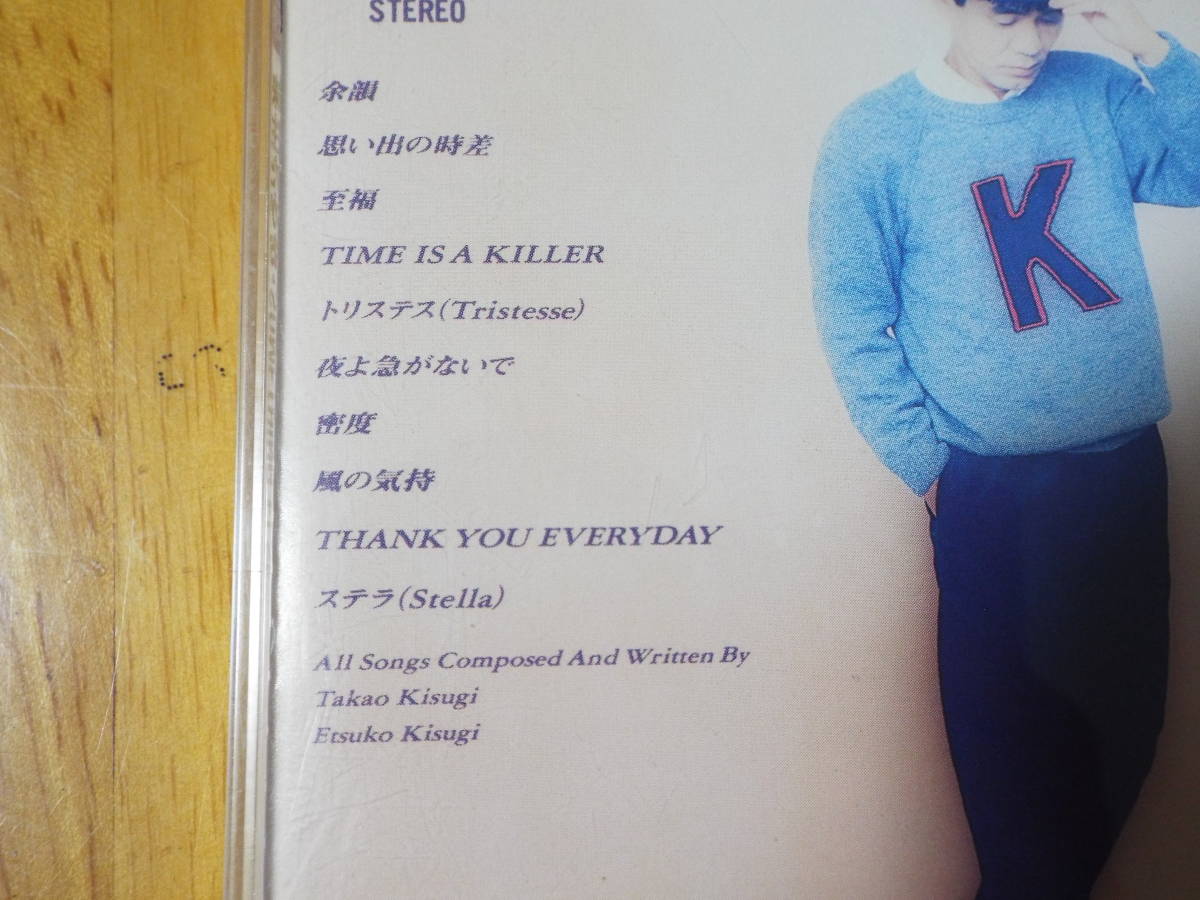 STEREO
余韻
思い出の時差
至福
TIME IS A KILLER
トリステス(Tristesse)
夜よ急がないで
密度
風の気持
THANK YOU EVERYDAY
ステラ(Stella)
All Songs Composed And Written By
Takao Kisugi
Etsuko Kisugi
K